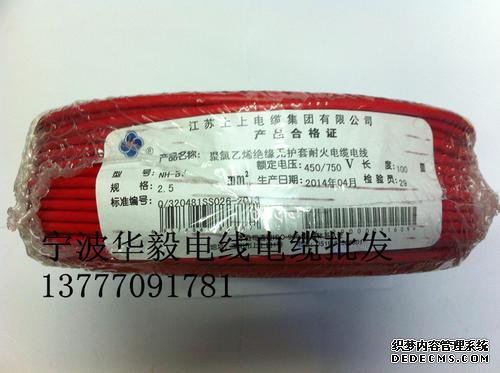 江苏上上电缆集团有限公司
产品合格证
产品名称: 聚氯乙烯绝缘无护套耐火电缆电线
型号: NH-B 额定电压: 450/750 V 长度: 100
规格: 2.5 mm² 生产日期: 2014年04月 检验员: 29
标准编号: Q/320481SS026-2013
宁波华毅电线电缆批发
13777091781
织梦内容管理系统
DEDECMS.COM